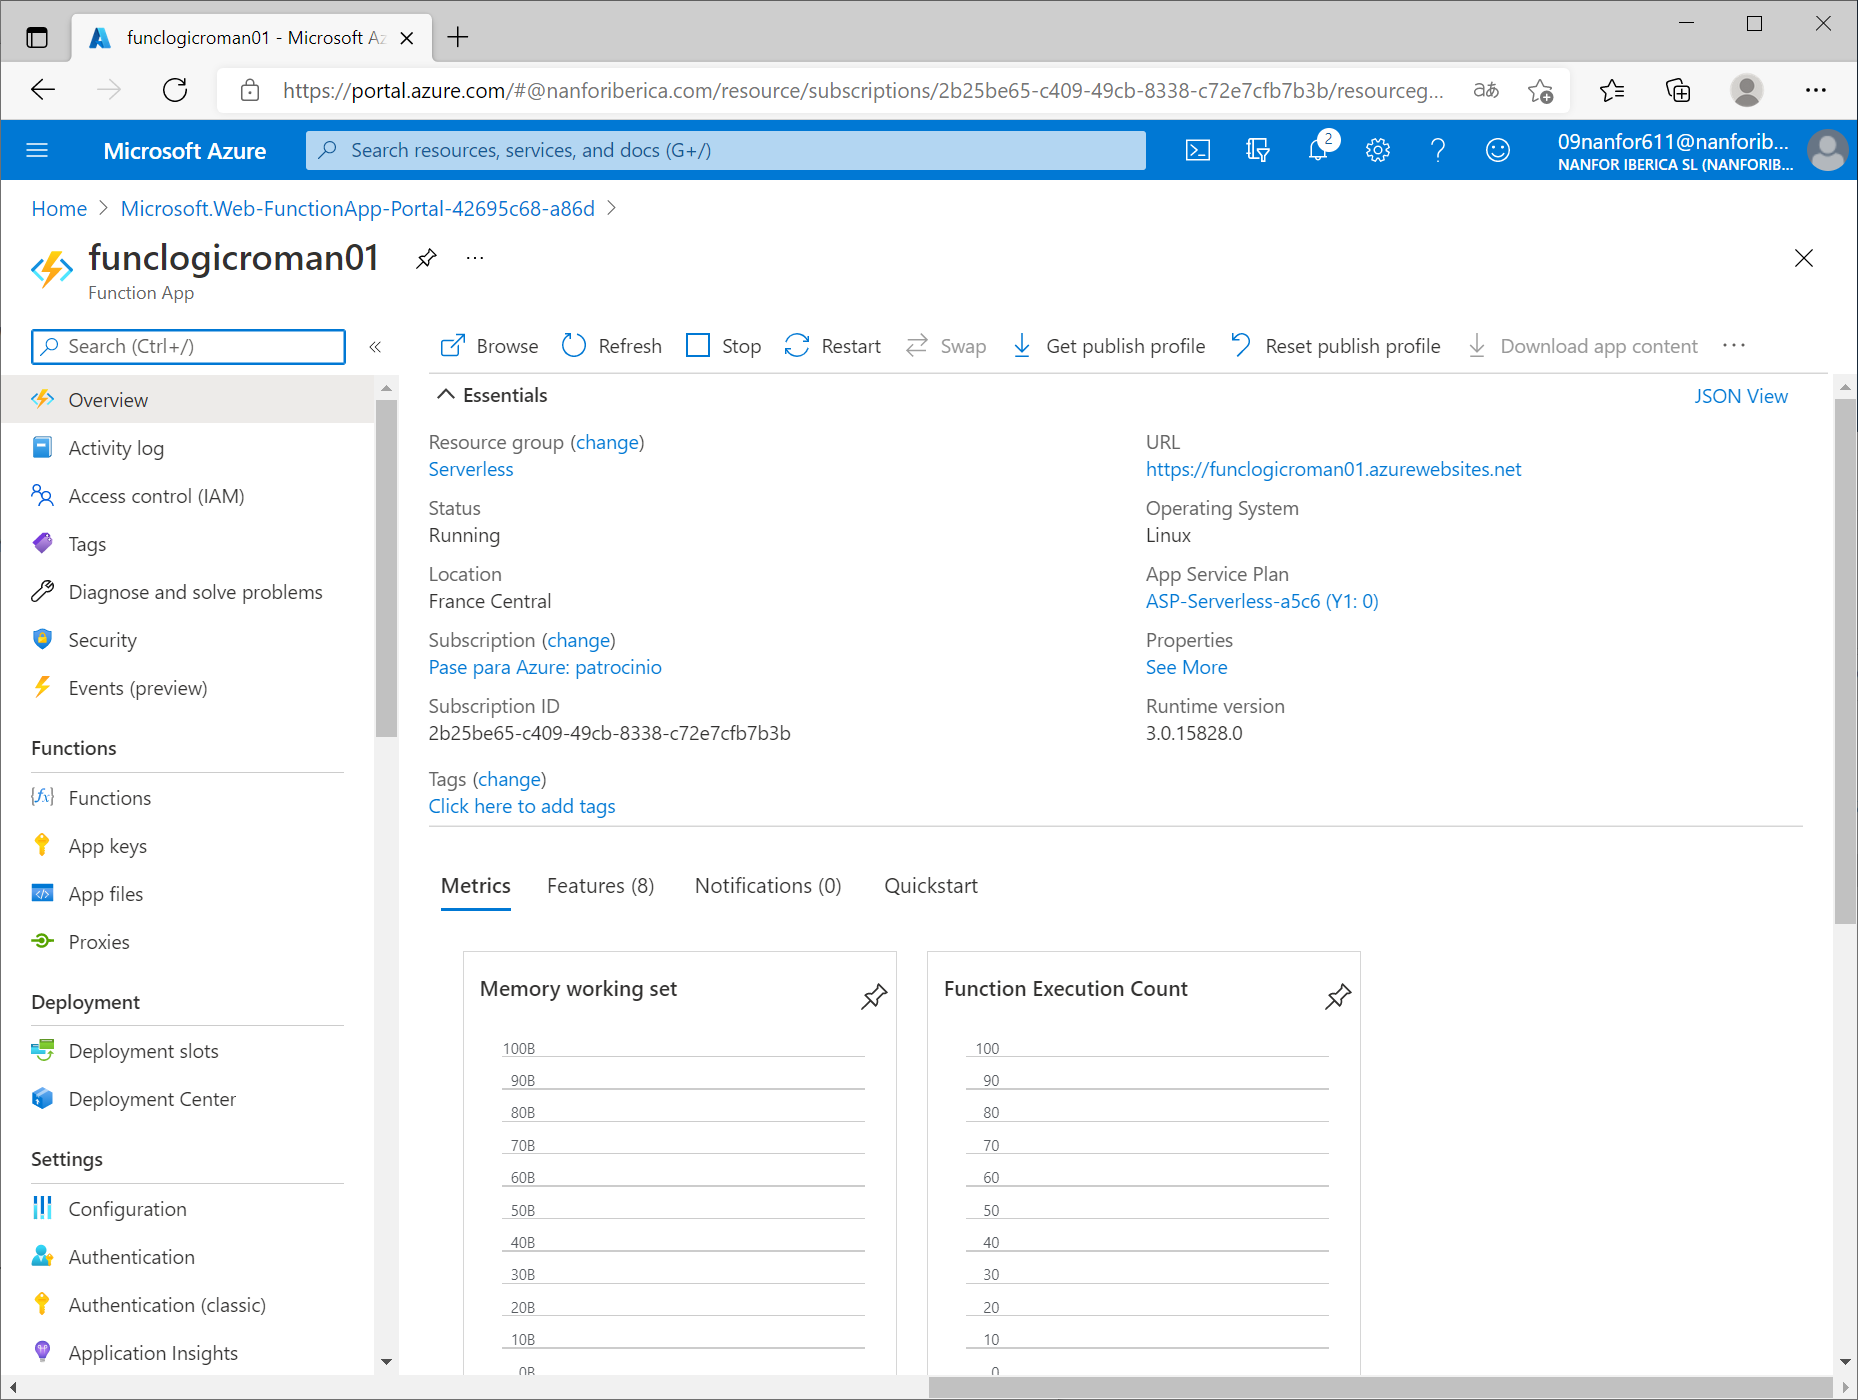 funclogicroman01 - Microsoft Az
https://portal.azure.com/#@nanforiberica.com/resource/subscriptions/2b25be65-c409-49cb-8338-c72e7cfb7b3b/resourceg...
aあ
Microsoft Azure
Search resources, services, and docs (G+/)
2
09nanfor611@nanforib...
NANFOR IBERICA SL (NANFORIB...
Home > Microsoft.Web-FunctionApp-Portal-42695c68-a86d >
funclogicroman01
...
Function App
Search (Ctrl+/)
«
Browse
Refresh
Stop
Restart
Swap
Get publish profile
Reset publish profile
Download app content
...
Overview
Activity log
Access control (IAM)
Tags
Diagnose and solve problems
Security
Events (preview)
Functions
Functions
App keys
App files
Proxies
Deployment
Deployment slots
Deployment Center
Settings
Configuration
Authentication
Authentication (classic)
Application Insights
Essentials
JSON View
Resource group (change)
Serverless
Status
Running
Location
France Central
Subscription (change)
Pase para Azure: patrocinio
Subscription ID
2b25be65-c409-49cb-8338-c72e7cfb7b3b
Tags (change)
Click here to add tags
URL
https://funclogicroman01.azurewebsites.net
Operating System
Linux
App Service Plan
ASP-Serverless-a5c6 (Y1: 0)
Properties
See More
Runtime version
3.0.15828.0
Metrics
Features (8)
Notifications (0)
Quickstart
Memory working set
100B
90B
80B
70B
60B
50B
40B
30B
20B
10B
0B
Function Execution Count
100
90
80
70
60
50
40
30
20
10
0